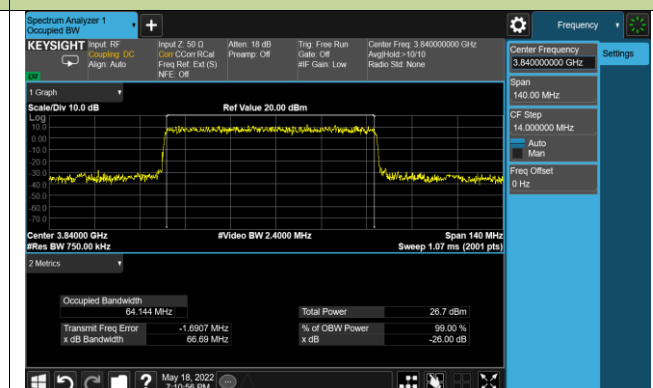 Spectrum Analyzer 1
Occupied BW
+
Frequency
KEYSIGHT
Input: RF
Coupling: DC
Align: Auto
Input Z: 50 Ω
Corr CCorr RCal
Freq Ref: Ext (S)
NFE: Off
Atten: 18 dB
Preamp: Off
Trig: Free Run
Gate: Off
#IF Gain: Low
Center Freq: 3.840000000 GHz
Avg|Hold:>10/10
Radio Std: None
Center Frequency
3.840000000 GHz
Settings
Span
140.00 MHz
CF Step
14.000000 MHz
Auto
Man
Freq Offset
0 Hz
1 Graph
Scale/Div 10.0 dB
Ref Value 20.00 dBm
Log
10.0
0.00
-10.0
-20.0
-30.0
-40.0
-50.0
-60.0
-70.0
Center 3.84000 GHz
#Video BW 2.4000 MHz
Span 140 MHz
#Res BW 750.00 kHz
Sweep 1.07 ms (2001 pts)
2 Metrics
Occupied Bandwidth
64.144 MHz
Total Power 26.7 dBm
Transmit Freq Error -1.6907 MHz
% of OBW Power 99.00 %
x dB Bandwidth 66.69 MHz
x dB -26.00 dB
?
May 18, 2022
7:10:56 PM